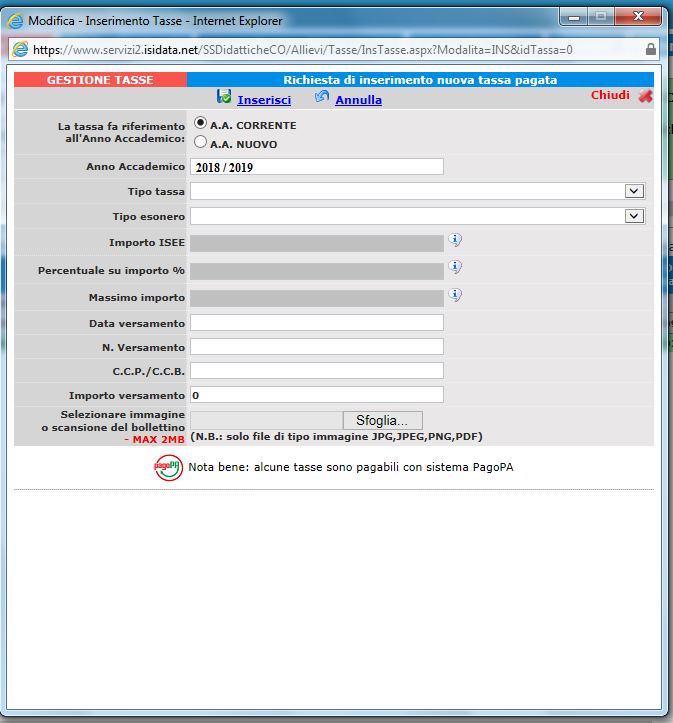 Modifica - Inserimento Tasse - Internet Explorer
https://www.servizi2.isidata.net/SSDidatticheCO/Allievi/Tasse/InsTasse.aspx?Modalita=INS&idTassa=0
GESTIONE TASSE Richiesta di inserimento nuova tassa pagata
Inserisci Annulla Chiudi
La tassa fa riferimento
all'Anno Accademico:
A.A. CORRENTE
A.A. NUOVO
Anno Accademico 2018 / 2019
Tipo tassa
Tipo esonero
Importo ISEE
Percentuale su importo %
Massimo importo
Data versamento
N. Versamento
C.C.P./C.C.B.
Importo versamento 0
Selezionare immagine
o scansione del bollettino
- MAX 2MB
Sfoglia...
(N.B.: solo file di tipo immagine JPG,JPEG,PNG,PDF)
pagoPA Nota bene: alcune tasse sono pagabili con sistema PagoPA